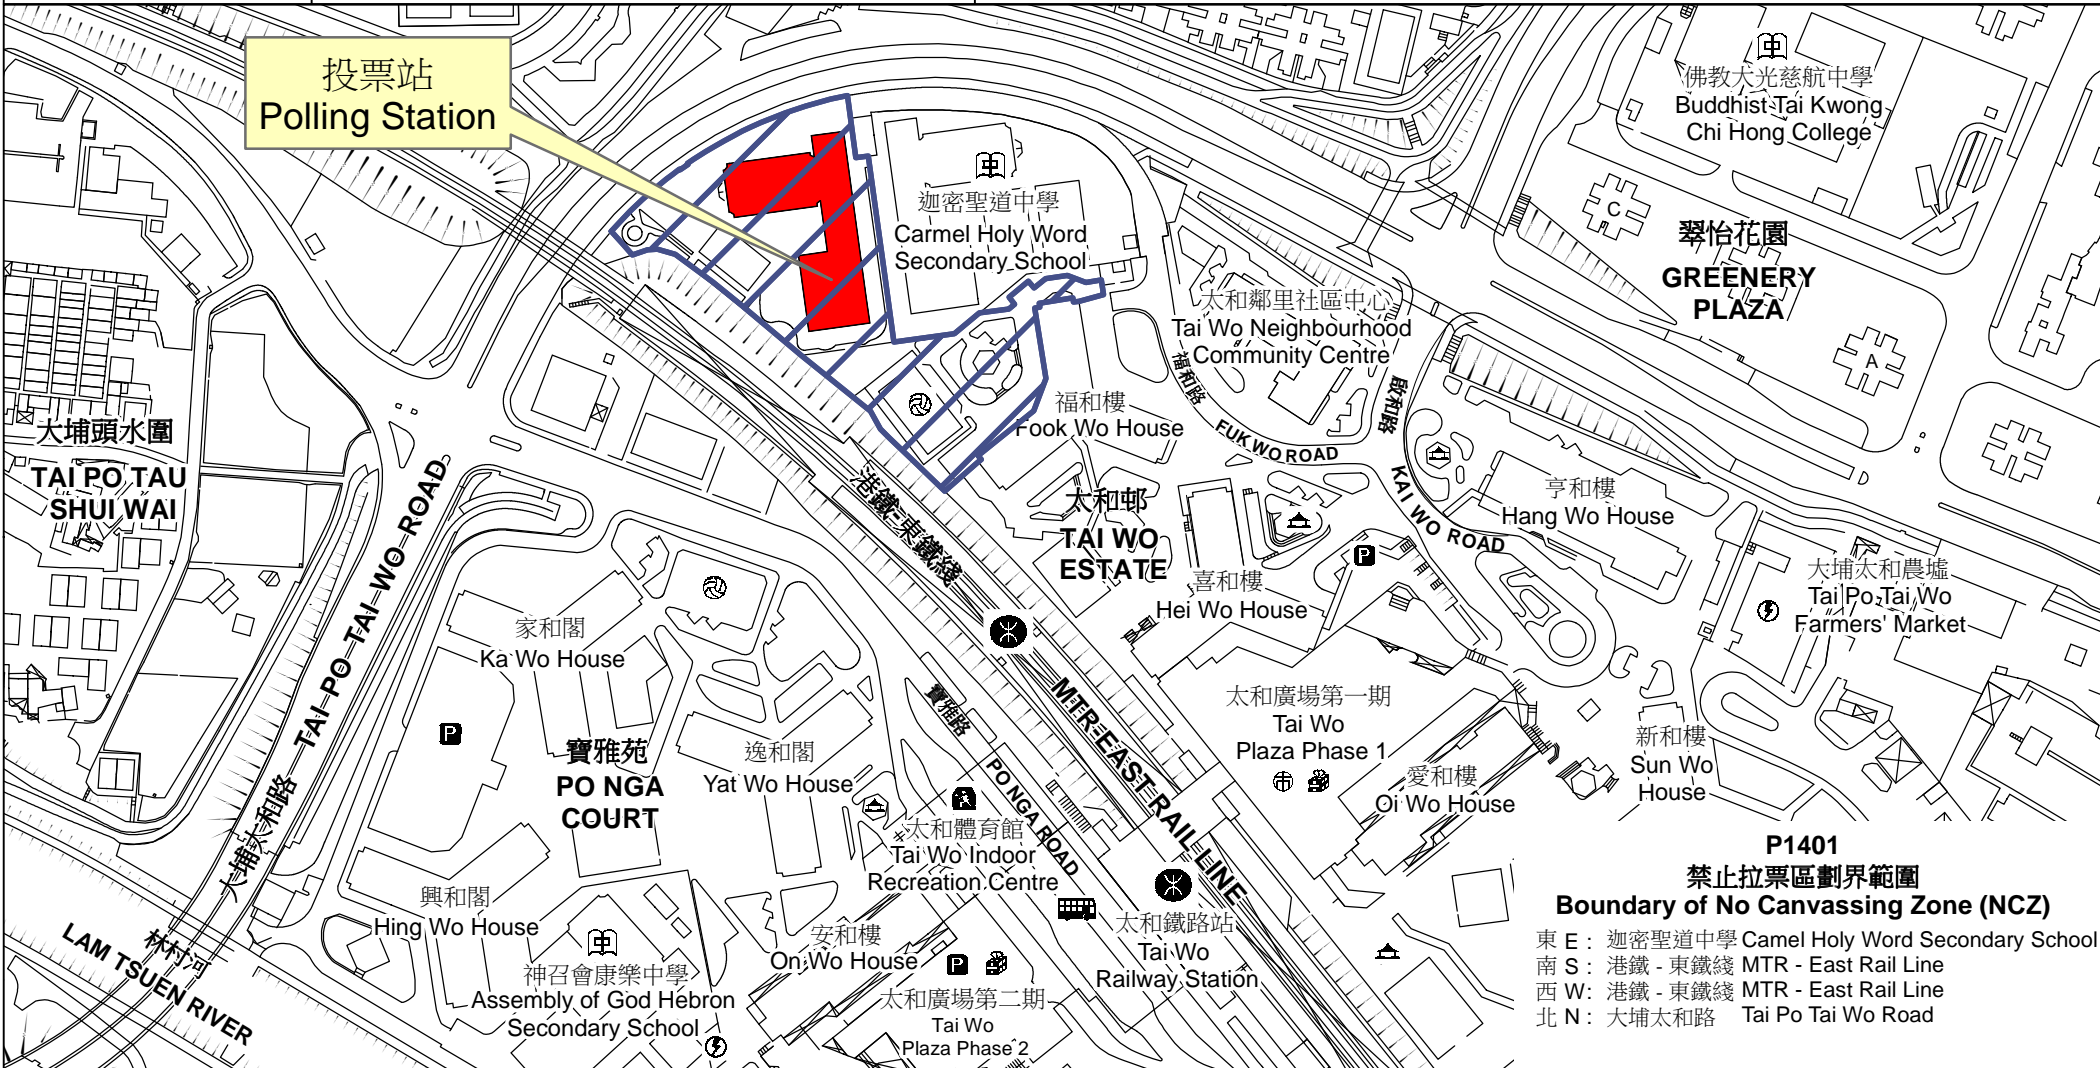 投票站
Polling Station
佛教大光慈航中學
Buddhist Tai Kwong
Chi Hong College
迦密聖道中學
Carmel Holy Word
Secondary School
C
翠怡花園
GREENERY
PLAZA
A
太和鄰里社區中心
Tai Wo Neighbourhood
Community Centre
福和路
FUK WO ROAD
啟和路
KAI WO ROAD
福和樓
Fook Wo House
大埔頭水圍
TAI PO TAU
SHUI WAI
大埔太和路
TAI PO TAI WO ROAD
港鐵-東鐵綫
MTR-EAST RAIL LINE
太和邨
TAI WO
ESTATE
亨和樓
Hang Wo House
喜和樓
Hei Wo House
P
大埔太和農墟
Tai Po Tai Wo
Farmers' Market
家和閣
Ka Wo House
P
寶雅苑
PO NGA
COURT
逸和閣
Yat Wo House
寶雅路
PO NGA ROAD
太和廣場第一期
Tai Wo
Plaza Phase 1
愛和樓
Oi Wo House
新和樓
Sun Wo
House
太和體育館
Tai Wo Indoor
Recreation Centre
興和閣
Hing Wo House
林村河
LAM TSUEN RIVER
神召會康樂中學
Assembly of God Hebron
Secondary School
安和樓
On Wo House
P
太和廣場第二期
Tai Wo
Plaza Phase 2
太和鐵路站
Tai Wo
Railway Station
P1401
禁止拉票區劃界範圍
Boundary of No Canvassing Zone (NCZ)
東 E : 迦密聖道中學 Camel Holy Word Secondary School
南 S : 港鐵 - 東鐵綫 MTR - East Rail Line
西 W: 港鐵 - 東鐵綫 MTR - East Rail Line
北 N : 大埔太和路 Tai Po Tai Wo Road